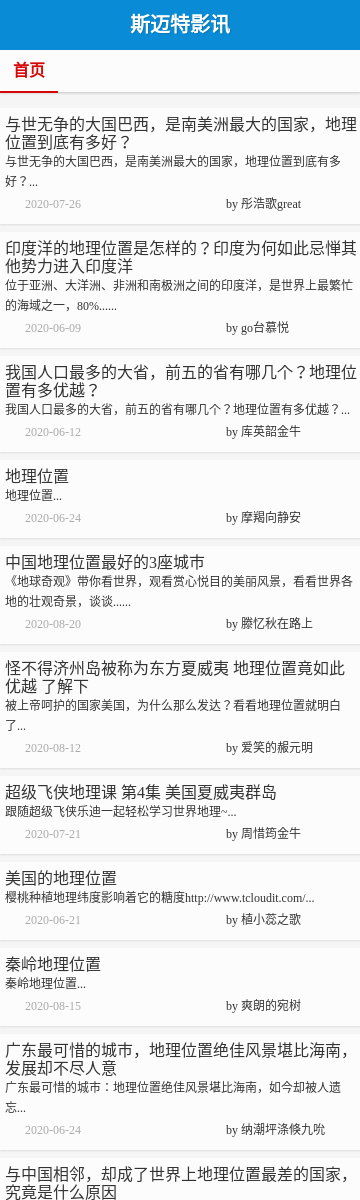 斯迈特影讯
首页
与世无争的大国巴西，是南美洲最大的国家，地理
位置到底有多好？
与世无争的大国巴西，是南美洲最大的国家，地理位置到底有多
好？...
2020-07-26 by 彤浩歌great
印度洋的地理位置是怎样的？印度为何如此忌惮其
他势力进入印度洋
位于亚洲、大洋洲、非洲和南极洲之间的印度洋，是世界上最繁忙
的海域之一，80%......
2020-06-09 by go台慕悦
我国人口最多的大省，前五的省有哪几个？地理位
置有多优越？
我国人口最多的大省，前五的省有哪几个？地理位置有多优越？...
2020-06-12 by 库英韶金牛
地理位置
地理位置...
2020-06-24 by 摩羯向静安
中国地理位置最好的3座城市
《地球奇观》带你看世界，观看赏心悦目的美丽风景，看看世界各
地的壮观奇景，谈谈......
2020-08-20 by 滕忆秋在路上
怪不得济州岛被称为东方夏威夷 地理位置竟如此
优越 了解下
被上帝呵护的国家美国，为什么那么发达？看看地理位置就明白
了...
2020-08-12 by 爱笑的赧元明
超级飞侠地理课 第4集 美国夏威夷群岛
跟随超级飞侠乐迪一起轻松学习世界地理~...
2020-07-21 by 周惜筠金牛
美国的地理位置
樱桃种植地理纬度影响着它的糖度http://www.tcloudit.com/...
2020-06-21 by 植小蕊之歌
秦岭地理位置
秦岭地理位置...
2020-08-15 by 爽朗的宛树
广东最可惜的城市，地理位置绝佳风景堪比海南，
发展却不尽人意
广东最可惜的城市：地理位置绝佳风景堪比海南，如今却被人遗
忘...
2020-06-24 by 纳潮坪涤倏九吮
与中国相邻，却成了世界上地理位置最差的国家，
究竟是什么原因